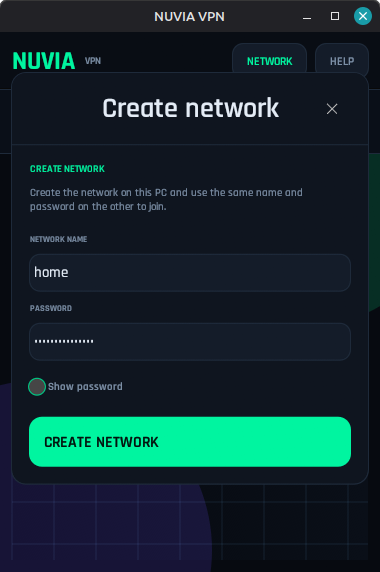 NUVIA VPN
NUVIA VPN
NETWORK
HELP
Create network
CREATE NETWORK
Create the network on this PC and use the same name and
password on the other to join.
NETWORK NAME
home
PASSWORD
•••••••••••••••
Show password
CREATE NETWORK